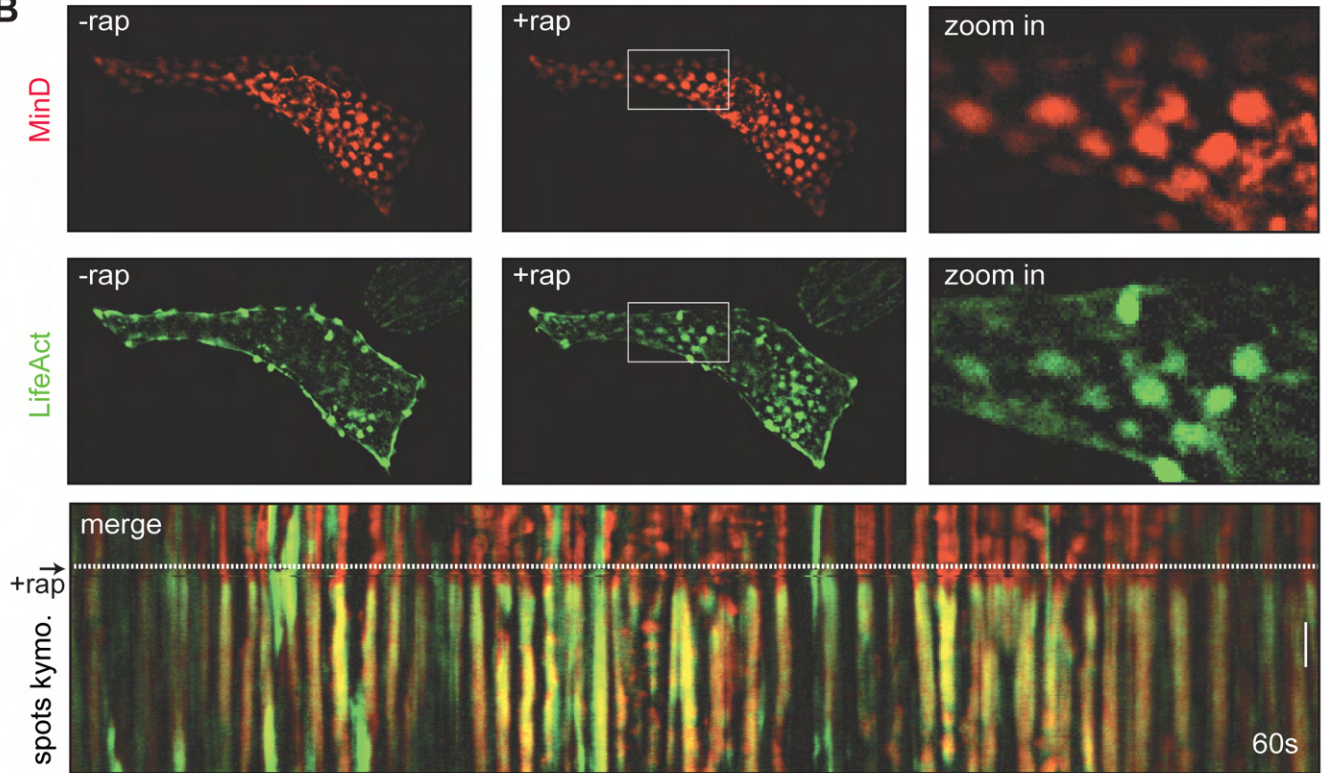 B
MinD
-rap
+rap
zoom in
LifeAct
-rap
+rap
zoom in
merge
+rap
spots kymo.
60s